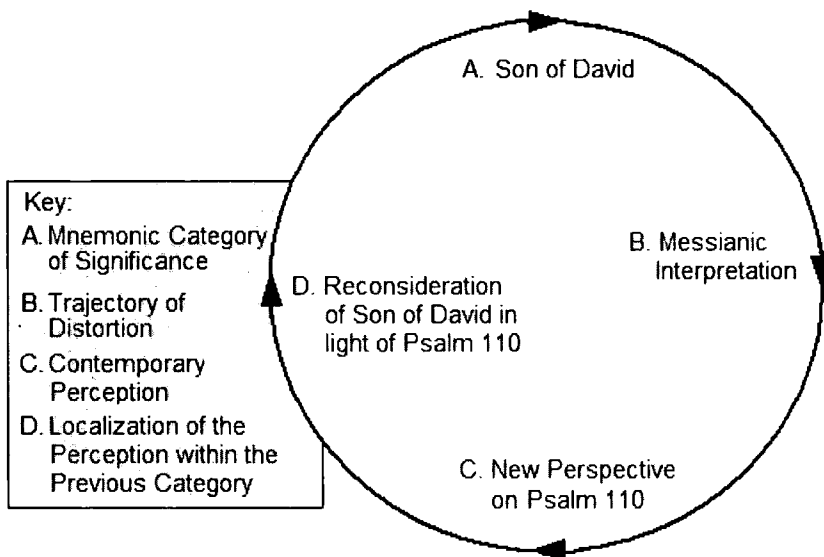 A. Son of David
Key:
A. Mnemonic Category
of Significance
B. Trajectory of
Distortion
C. Contemporary
Perception
D. Localization of the
Perception within the
Previous Category
B. Messianic
Interpretation
D. Reconsideration
of Son of David in
light of Psalm 110
C. New Perspective
on Psalm 110